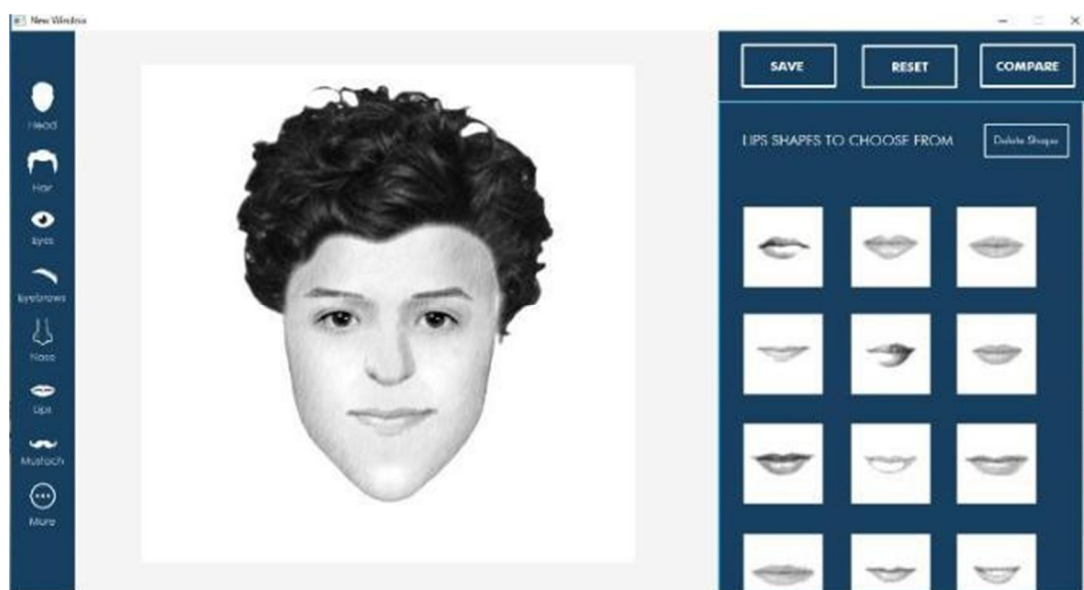 New Window
Head
Hair
Eyes
Eyebrows
Nose
Lips
Mustach
More
SAVE
RESET
COMPARE
LIPS SHAPES TO CHOOSE FROM
Delete Shape